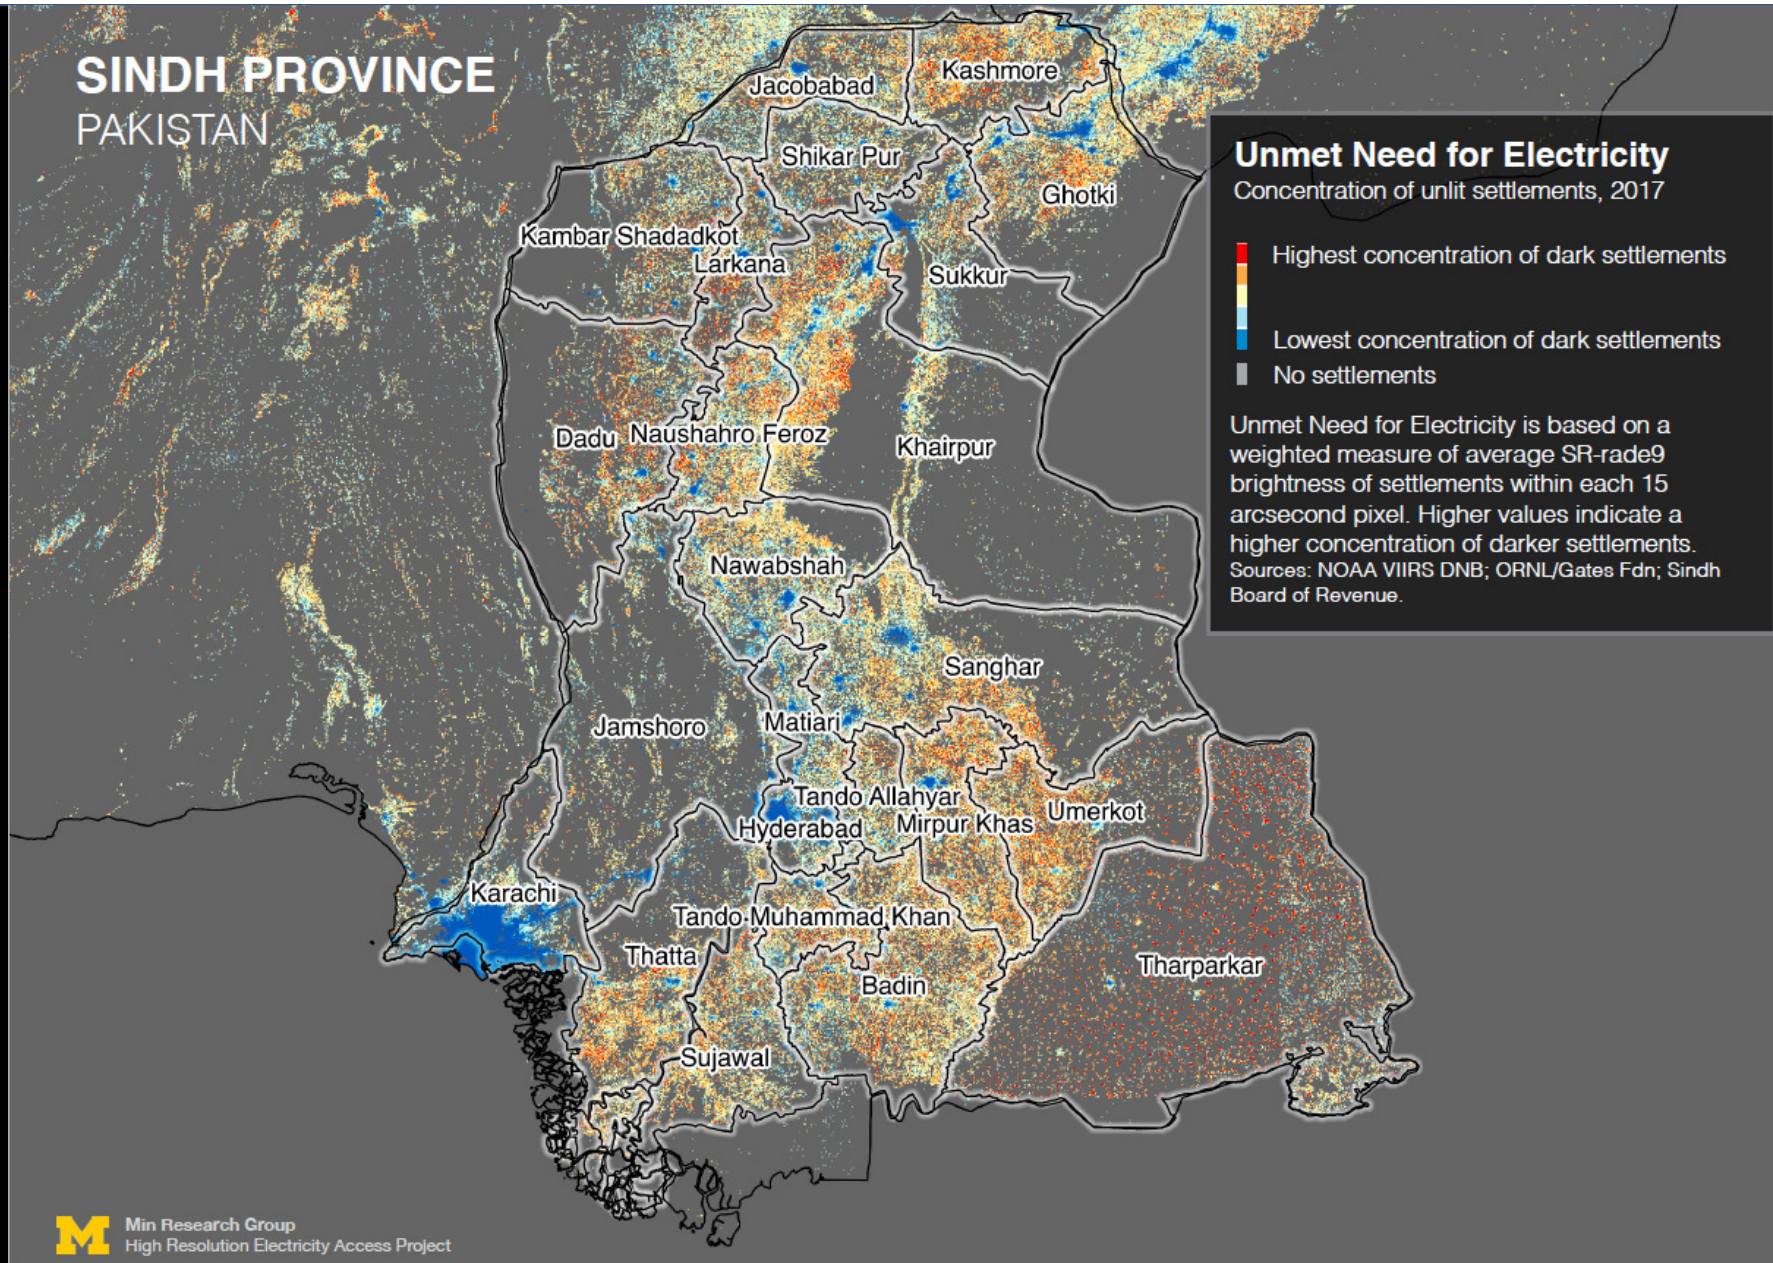 SINDH PROVINCE
PAKISTAN
Jacobabad
Kashmore
Shikar Pur
Ghotki
Kambar Shadadkot
Larkana
Sukkur
Dadu
Naushahro Feroz
Khairpur
Nawabshah
Sanghar
Jamshoro
Matiari
Tando Allahyar
Hyderabad
Mirpur Khas
Umerkot
Karachi
Tando Muhammad Khan
Thatta
Badin
Tharparkar
Sujawal
Unmet Need for Electricity
Concentration of unlit settlements, 2017
Highest concentration of dark settlements
Lowest concentration of dark settlements
No settlements
Unmet Need for Electricity is based on a
weighted measure of average SR-rade9
brightness of settlements within each 15
arcsecond pixel. Higher values indicate a
higher concentration of darker settlements.
Sources: NOAA VIIRS DNB; ORNL/Gates Fdn; Sindh
Board of Revenue.
M
Min Research Group
High Resolution Electricity Access Project